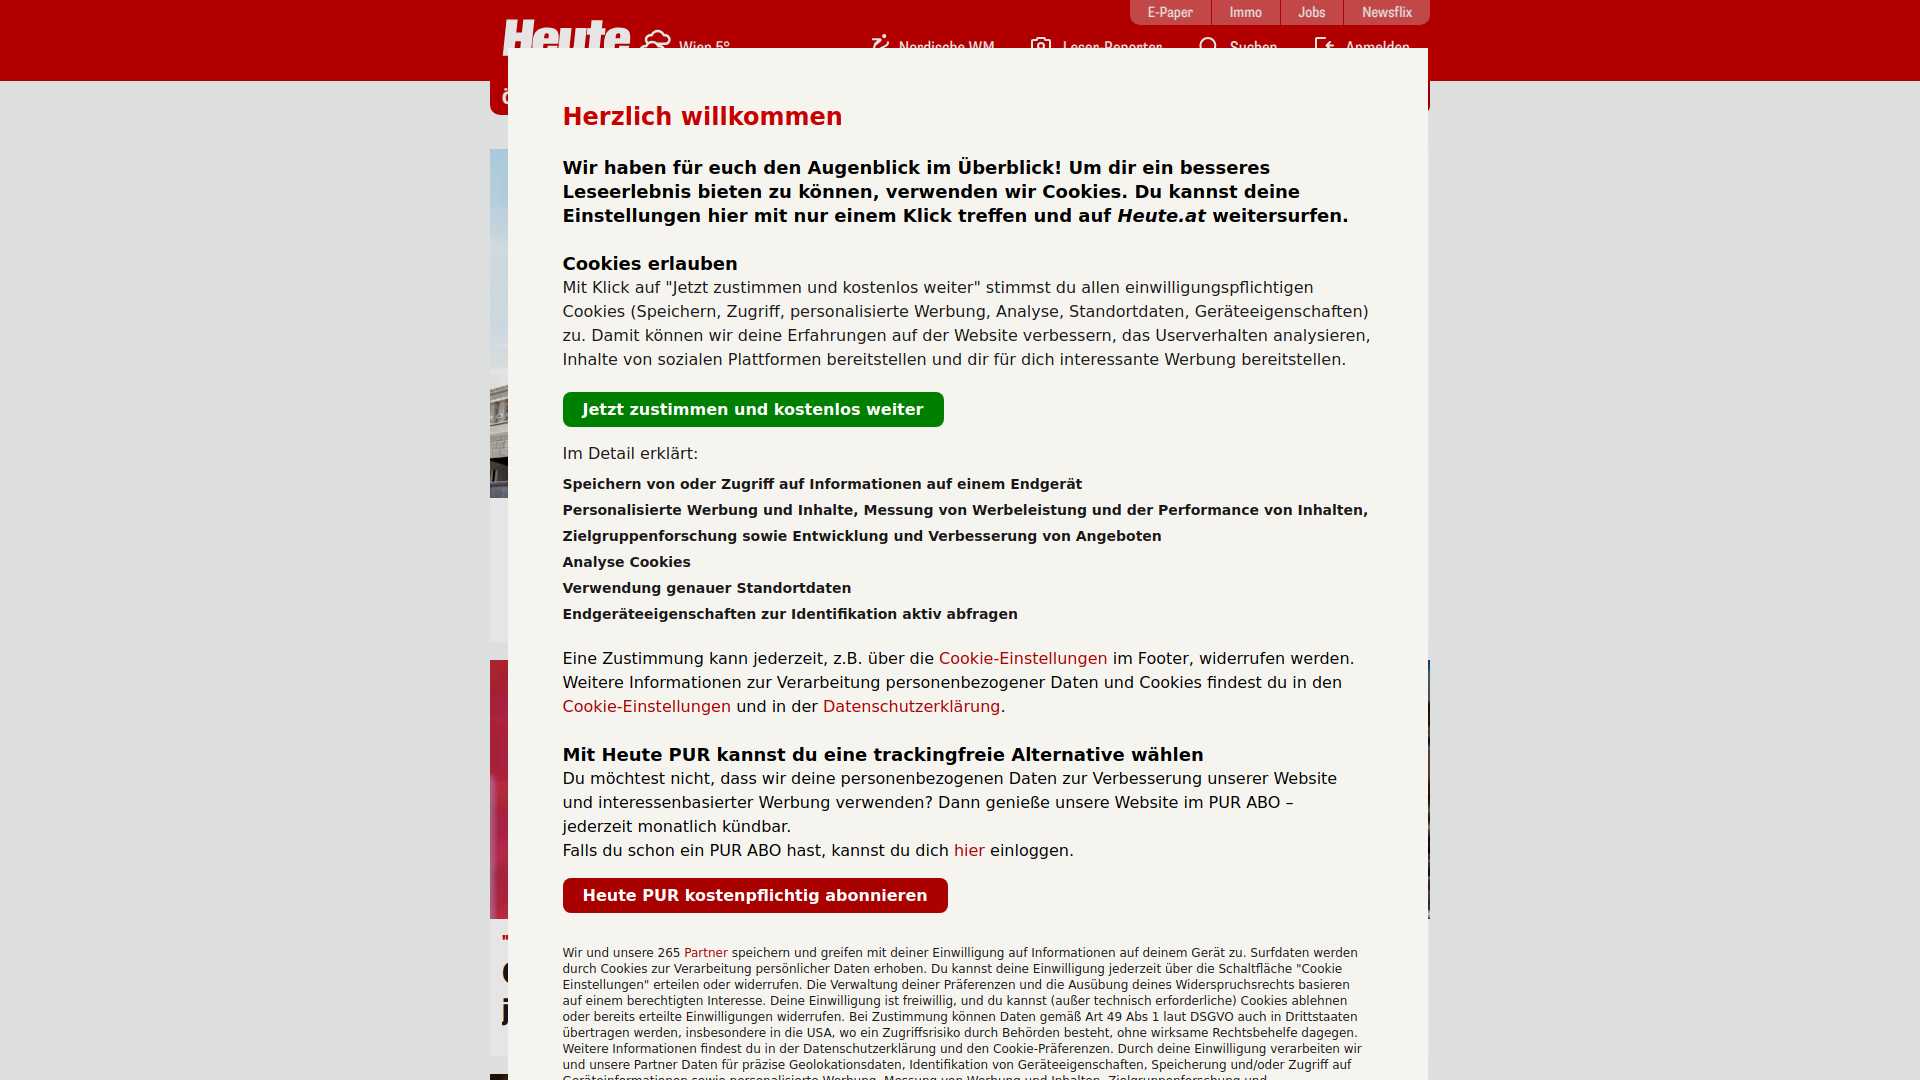 E-Paper Immo Jobs Newsflix
Heute Wien 5° Nordische WM Leser-Reporter Suchen Anmelden
Herzlich willkommen
Wir haben für euch den Augenblick im Überblick! Um dir ein besseres
Leseerlebnis bieten zu können, verwenden wir Cookies. Du kannst deine
Einstellungen hier mit nur einem Klick treffen und auf Heute.at weitersurfen.
Cookies erlauben
Mit Klick auf "Jetzt zustimmen und kostenlos weiter" stimmst du allen einwilligungspflichtigen
Cookies (Speichern, Zugriff, personalisierte Werbung, Analyse, Standortdaten, Geräteeigenschaften)
zu. Damit können wir deine Erfahrungen auf der Website verbessern, das Userverhalten analysieren,
Inhalte von sozialen Plattformen bereitstellen und dir für dich interessante Werbung bereitstellen.
Jetzt zustimmen und kostenlos weiter
Im Detail erklärt:
Speichern von oder Zugriff auf Informationen auf einem Endgerät
Personalisierte Werbung und Inhalte, Messung von Werbeleistung und der Performance von Inhalten,
Zielgruppenforschung sowie Entwicklung und Verbesserung von Angeboten
Analyse Cookies
Verwendung genauer Standortdaten
Endgeräteeigenschaften zur Identifikation aktiv abfragen
Eine Zustimmung kann jederzeit, z.B. über die Cookie-Einstellungen im Footer, widerrufen werden.
Weitere Informationen zur Verarbeitung personenbezogener Daten und Cookies findest du in den
Cookie-Einstellungen und in der Datenschutzerklärung.
Mit Heute PUR kannst du eine trackingfreie Alternative wählen
Du möchtest nicht, dass wir deine personenbezogenen Daten zur Verbesserung unserer Website
und interessenbasierter Werbung verwenden? Dann genieße unsere Website im PUR ABO –
jederzeit monatlich kündbar.
Falls du schon ein PUR ABO hast, kannst du dich hier einloggen.
Heute PUR kostenpflichtig abonnieren
Wir und unsere 265 Partner speichern und greifen mit deiner Einwilligung auf Informationen auf deinem Gerät zu. Surfdaten werden
durch Cookies zur Verarbeitung persönlicher Daten erhoben. Du kannst deine Einwilligung jederzeit über die Schaltfläche "Cookie
Einstellungen" erteilen oder widerrufen. Die Verwaltung deiner Präferenzen und die Ausübung deines Widerspruchsrechts basieren
auf einem berechtigten Interesse. Deine Einwilligung ist freiwillig, und du kannst (außer technisch erforderliche) Cookies ablehnen
oder bereits erteilte Einwilligungen widerrufen. Bei Zustimmung können Daten gemäß Art 49 Abs 1 laut DSGVO auch in Drittstaaten
übertragen werden, insbesondere in die USA, wo ein Zugriffsrisiko durch Behörden besteht, ohne wirksame Rechtsbehelfe dagegen.
Weitere Informationen findest du in der Datenschutzerklärung und den Cookie-Präferenzen. Durch deine Einwilligung verarbeiten wir
und unsere Partner Daten für präzise Geolokationsdaten, Identifikation von Geräteeigenschaften, Speicherung und/oder Zugriff auf
Geräteinformationen sowie personalisierte Werbung, Messung von Werbung und Inhalten, Zielgruppenforschung und